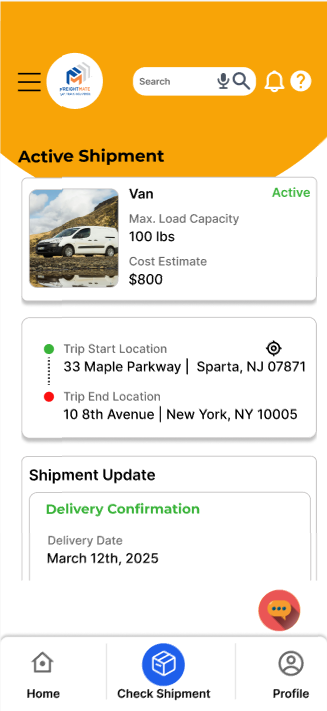 Search
FREIGHTMATE
Active Shipment
Van
Active
Max. Load Capacity
100 lbs
Cost Estimate
$800
Trip Start Location
33 Maple Parkway | Sparta, NJ 07871
Trip End Location
10 8th Avenue | New York, NY 10005
Shipment Update
Delivery Confirmation
Delivery Date
March 12th, 2025
Home
Check Shipment
Profile